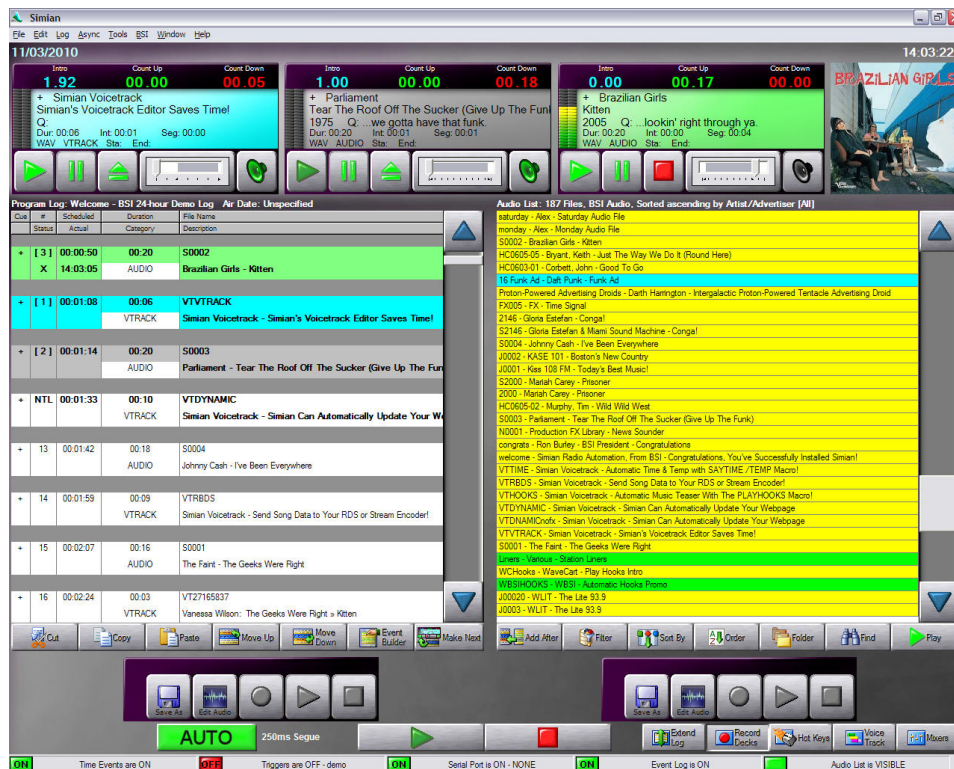 Simian
File Edit Log Async Tools BSI Window Help
11/03/2010 14:03:22
Intro Count Up Count Down
1.92 00.00 00.05
+ Simian Voicetrack
Simian's Voicetrack Editor Saves Time!
Q:
Dur: 00:06 Int: 00:01 Seg: 00:00
WAV VTRACK Sta: End:
Intro Count Up Count Down
1.00 00.00 00.18
+ Parliament
Tear The Roof Off The Sucker (Give Up The Fun
1975 Q: ...we gotta have that funk.
Dur: 00:20 Int: 00:01 Seg: 00:01
WAV AUDIO Sta: End:
Intro Count Up Count Down
0.00 00.17 00.00
+ Brazilian Girls
Kitten
2005 Q: ...lookin' right through ya.
Dur: 00:20 Int: 00:00 Seg: 00:04
WAV AUDIO Sta: End:
BRAZILIAN GIRLS
Program Log: Welcome - BSI 24-hour Demo Log Air Date: Unspecified
Cue # Scheduled Duration File Name
Status Actual Category Description
+ [ 3 ] 00:00:50 00:20 S0002
X 14:03:05 AUDIO Brazilian Girls - Kitten
+ [ 1 ] 00:01:08 00:06 VTVTRACK
VTRACK Simian Voicetrack - Simian's Voicetrack Editor Saves Time!
+ [ 2 ] 00:01:14 00:20 S0003
AUDIO Parliament - Tear The Roof Off The Sucker (Give Up The Fun
+ NTL 00:01:33 00:10 VTDYNAMIC
VTRACK Simian Voicetrack - Simian Can Automatically Update Your We
+ 13 00:01:42 00:18 S0004
AUDIO Johnny Cash - I've Been Everywhere
+ 14 00:01:59 00:09 VTRBDS
VTRACK Simian Voicetrack - Send Song Data to Your RDS or Stream Encoder!
+ 15 00:02:07 00:16 S0001
AUDIO The Faint - The Geeks Were Right
+ 16 00:02:24 00:03 VT27165837
VTRACK Vanessa Wilson: The Geeks Were Right » Kitten
Cut Copy Paste Move Up Move Down Event Builder Make Next
Audio List: 187 Files, BSI Audio, Sorted ascending by Artist/Advertiser [All]
saturday - Alex - Saturday Audio File
monday - Alex - Monday Audio File
S0002 - Brazilian Girls - Kitten
HC0605-05 - Bryant, Keith - Just The Way We Do It (Round Here)
HC0603-01 - Corbett, John - Good To Go
16 Funk Ad - Daft Punk - Funk Ad
Proton-Powered Advertising Droids - Darth Harrington - Intergalactic Proton-Powered Tentacle Advertising Droid
FX005 - FX - Time Signal
2146 - Gloria Estefan - Conga!
S2146 - Gloria Estefan & Miami Sound Machine - Conga!
S0004 - Johnny Cash - I've Been Everywhere
J0002 - KASE 101 - Boston's New Country
J0001 - Kiss 108 FM - Today's Best Music!
S2000 - Mariah Carey - Prisoner
2000 - Mariah Carey - Prisoner
HC0605-02 - Murphy, Tim - Wild Wild West
S0003 - Parliament - Tear The Roof Off The Sucker (Give Up The Funk)
N0001 - Production FX Library - News Sounder
congrats - Ron Burley - BSI President - Congratulations
welcome - Simian Radio Automation, From BSI - Congratulations, You've Successfully Installed Simian!
VTTIME - Simian Voicetrack - Automatic Time & Temp with SAYTIME /TEMP Macro!
VTRBDS - Simian Voicetrack - Send Song Data to Your RDS or Stream Encoder!
VTHOOKS - Simian Voicetrack - Automatic Music Teaser With The PLAYHOOKS Macro!
VTDYNAMIC - Simian Voicetrack - Simian Can Automatically Update Your Webpage
VTDNAMICnofx - Simian Voicetrack - Simian Can Automatically Update Your Webpage
VTVTRACK - Simian Voicetrack - Simian's Voicetrack Editor Saves Time!
S0001 - The Faint - The Geeks Were Right
Liners - Various - Station Liners
WCHooks - WaveCart - Play Hooks Intro
WBSIHOOKS - WBSI - Automatic Hooks Promo
J00020 - WLIT - The Lite 93.9
J0003 - WLIT - The Lite 93.9
Add After Filter Sort By Order Folder Find Play
Save As Edit Audio
Save As Edit Audio
AUTO 250ms Segue
Extend Log Record Decks Hot Keys Voice Track Mixers
ON Time Events are ON OFF Triggers are OFF - demo ON Serial Port is ON - NONE ON Event Log is ON Audio List is VISIBLE